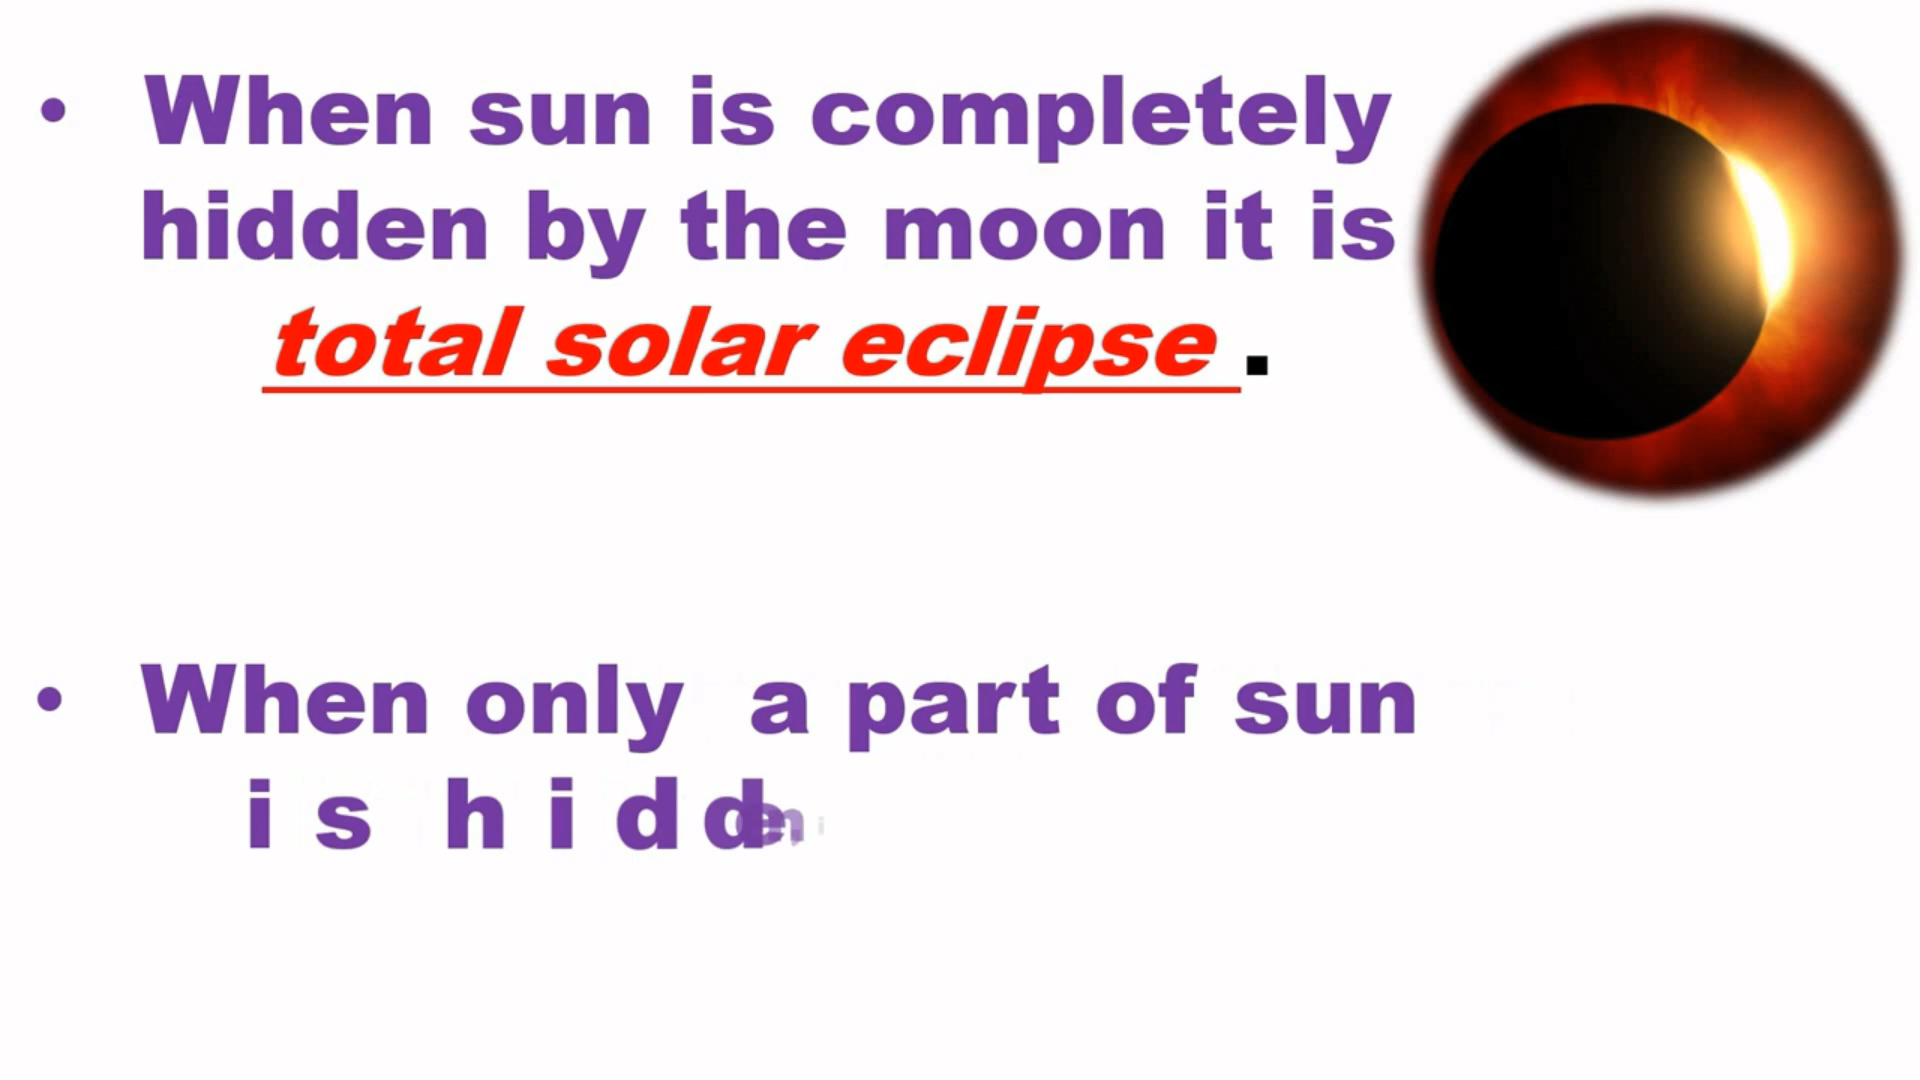 • When sun is completely
hidden by the moon it is
total solar eclipse .
• When only a part of sun
is hidden